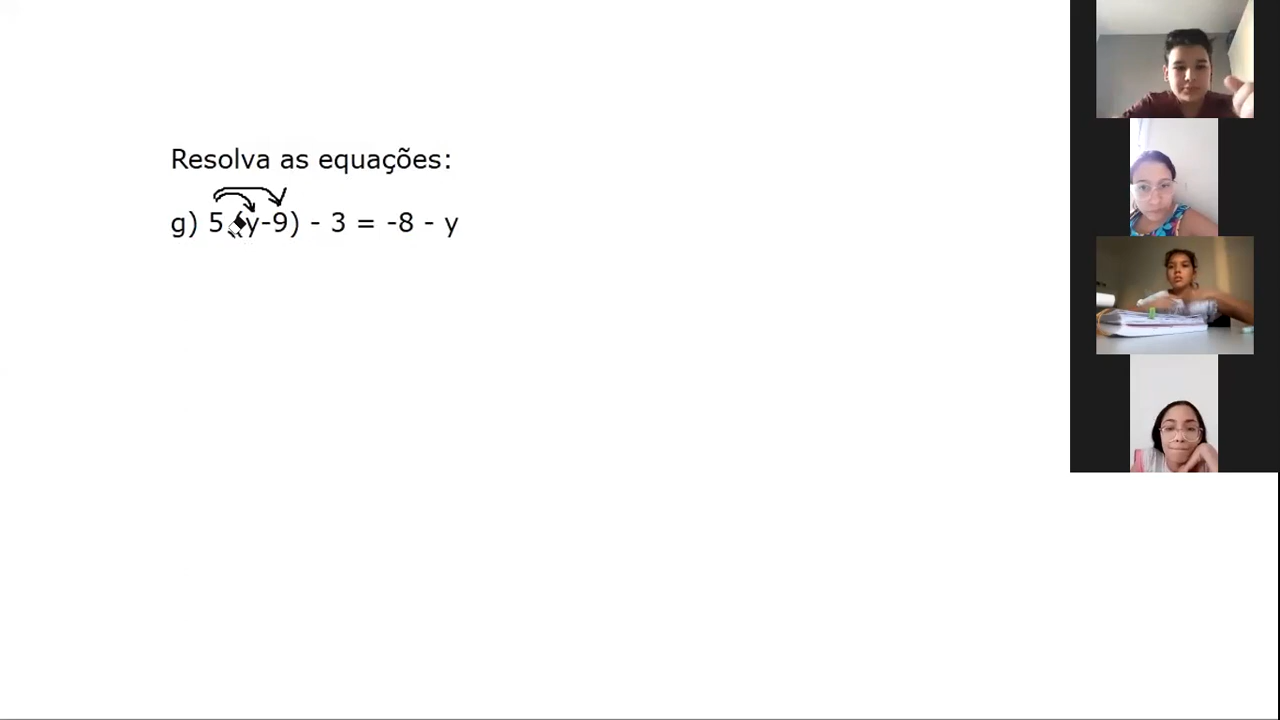 Resolva as equações:
g) 5 (y-9) - 3 = -8 - y